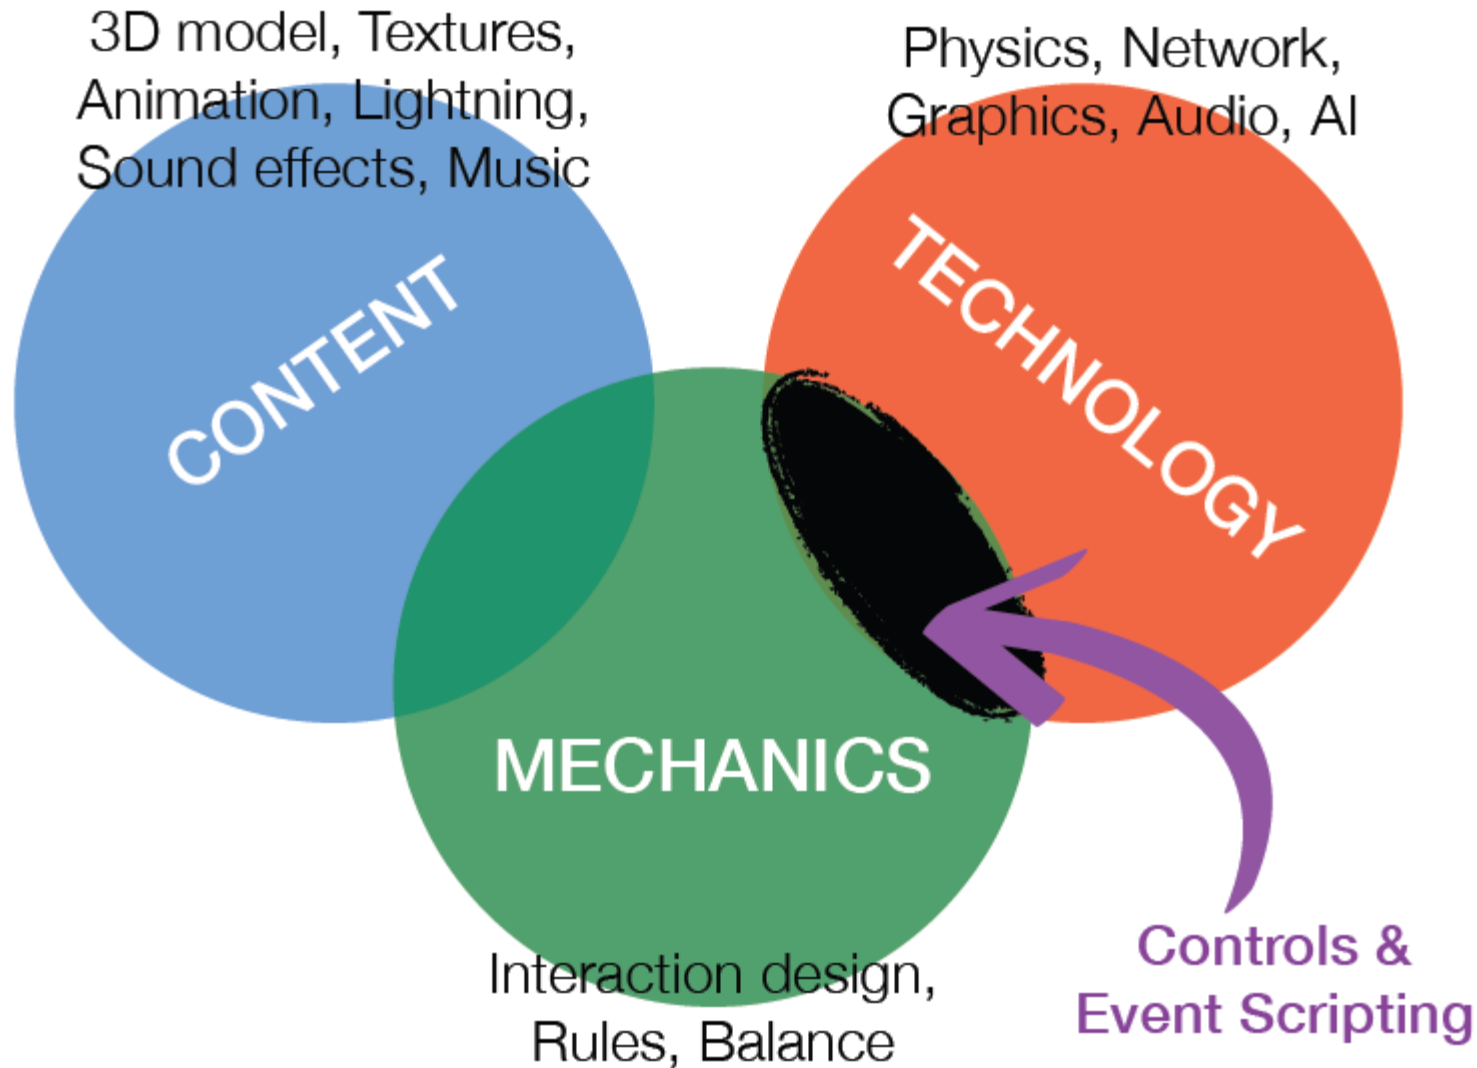 3D model, Textures,
Animation, Lightning,
Sound effects, Music
Physics, Network,
Graphics, Audio, AI
CONTENT
TECHNOLOGY
MECHANICS
Interaction design,
Rules, Balance
Controls &
Event Scripting